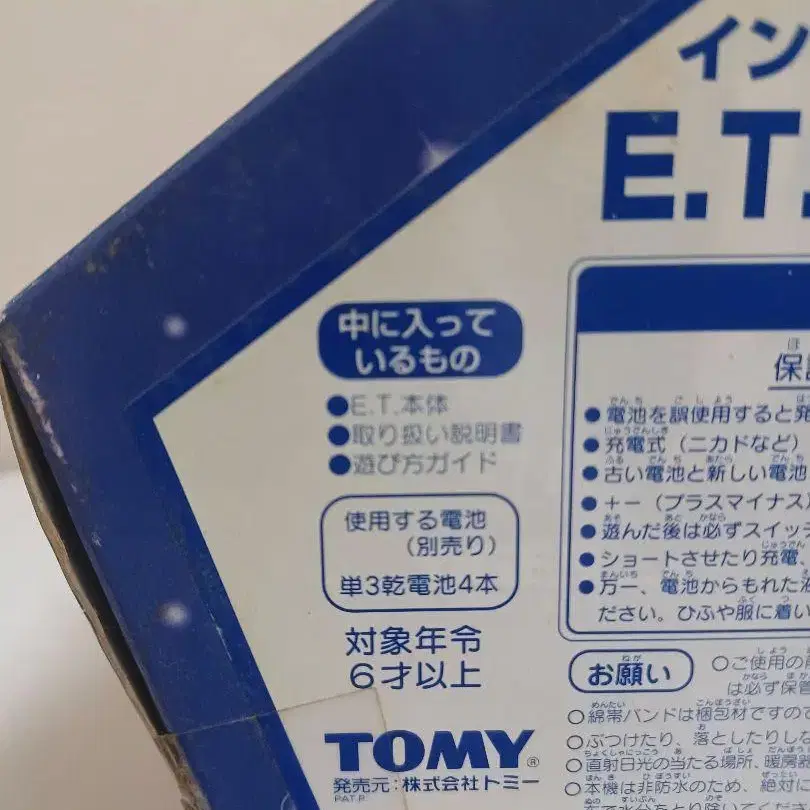 イン
E.T.
中に入って
いるもの
●E.T.本体
●取り扱い説明書
●遊び方ガイド
使用する電池
(別売り)
単3乾電池4本
対象年令
6才以上
TOMY®
発売元:株式会社トミー
PAT.P.
保
●電池を誤使用すると発
●充電式(ニカドなど)
●古い電池と新しい電池
●+−(プラスマイナス)
●遊んだ後は必ずスイッチ
●ショートさせたり充電、
●万一、電池からもれた液
ださい。ひふや服に着い
お願い
○ご使用の
は必ず保管
○綿帯バンドは梱包材ですので
○ぶつけたり、落としたりしな
○直射日光の当たる場所、暖房器
○本機は非防水のため、絶対に